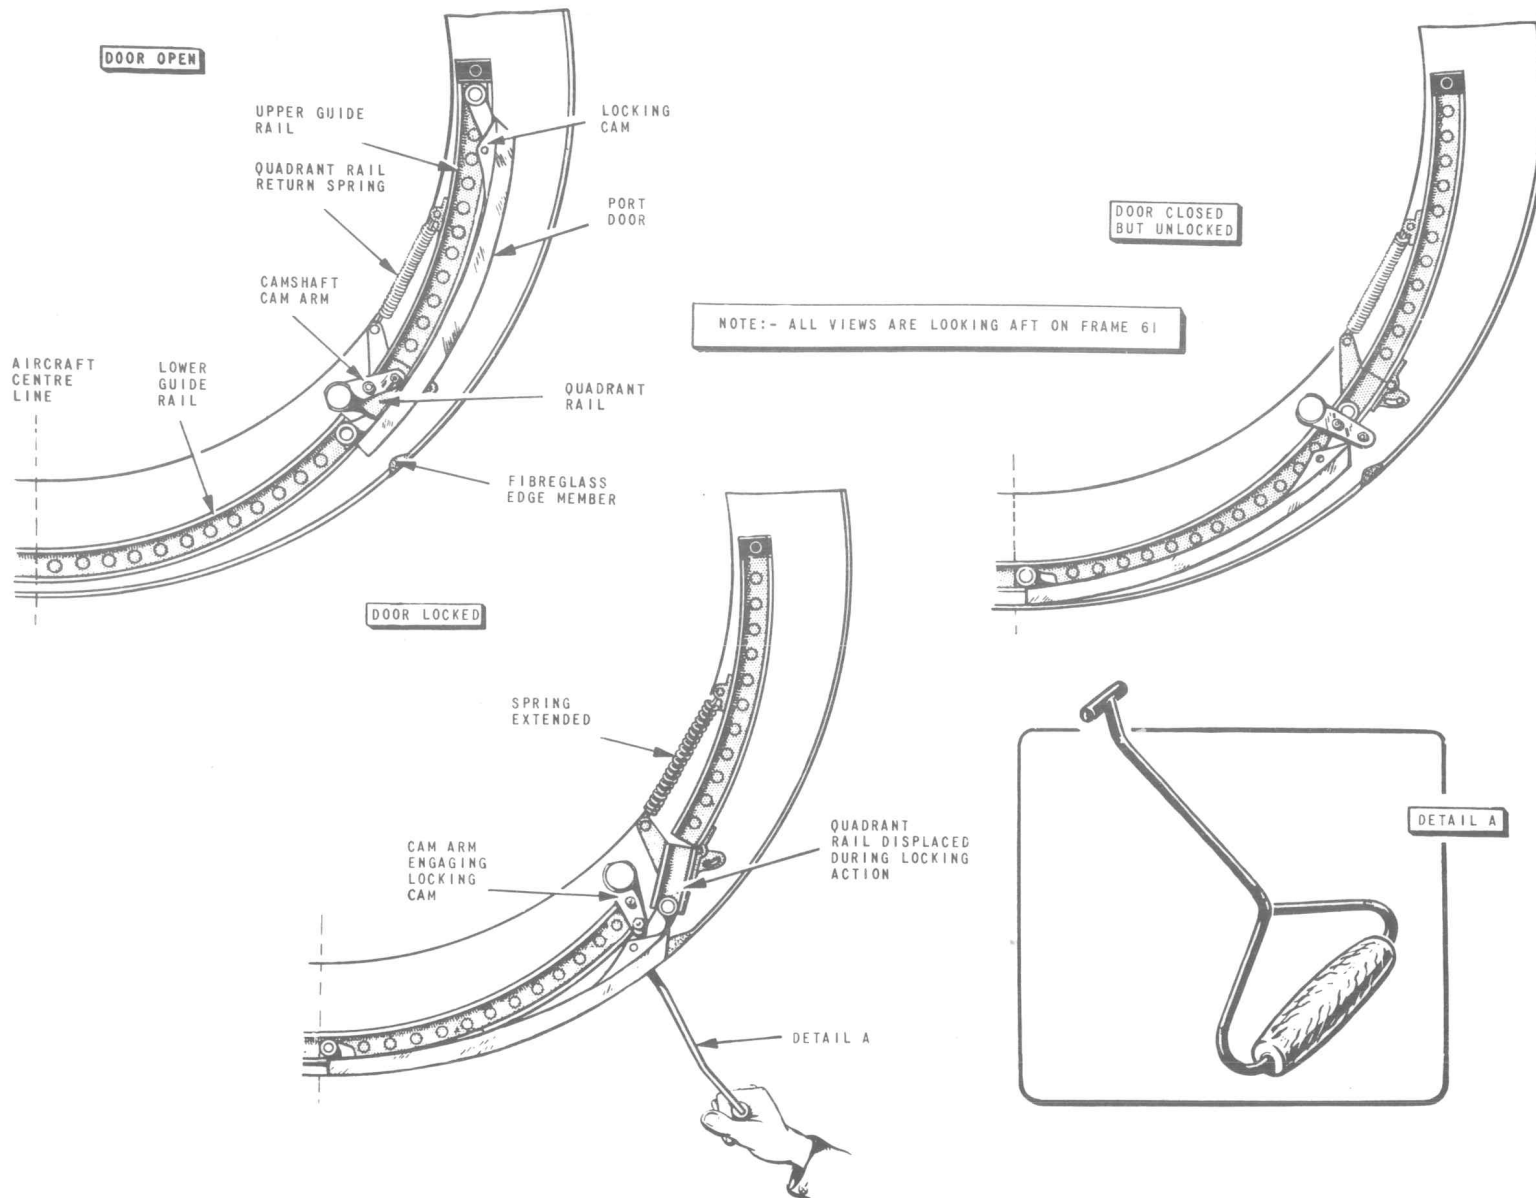 DOOR OPEN
UPPER GUIDE
RAIL
LOCKING
CAM
QUADRANT RAIL
RETURN SPRING
PORT
DOOR
CAMSHAFT
CAM ARM
AIRCRAFT
CENTRE
LINE
LOWER
GUIDE
RAIL
QUADRANT
RAIL
FIBREGLASS
EDGE MEMBER
DOOR CLOSED
BUT UNLOCKED
NOTE:- ALL VIEWS ARE LOOKING AFT ON FRAME 61
DOOR LOCKED
SPRING
EXTENDED
CAM ARM
ENGAGING
LOCKING
CAM
QUADRANT
RAIL DISPLACED
DURING LOCKING
ACTION
DETAIL A
DETAIL A